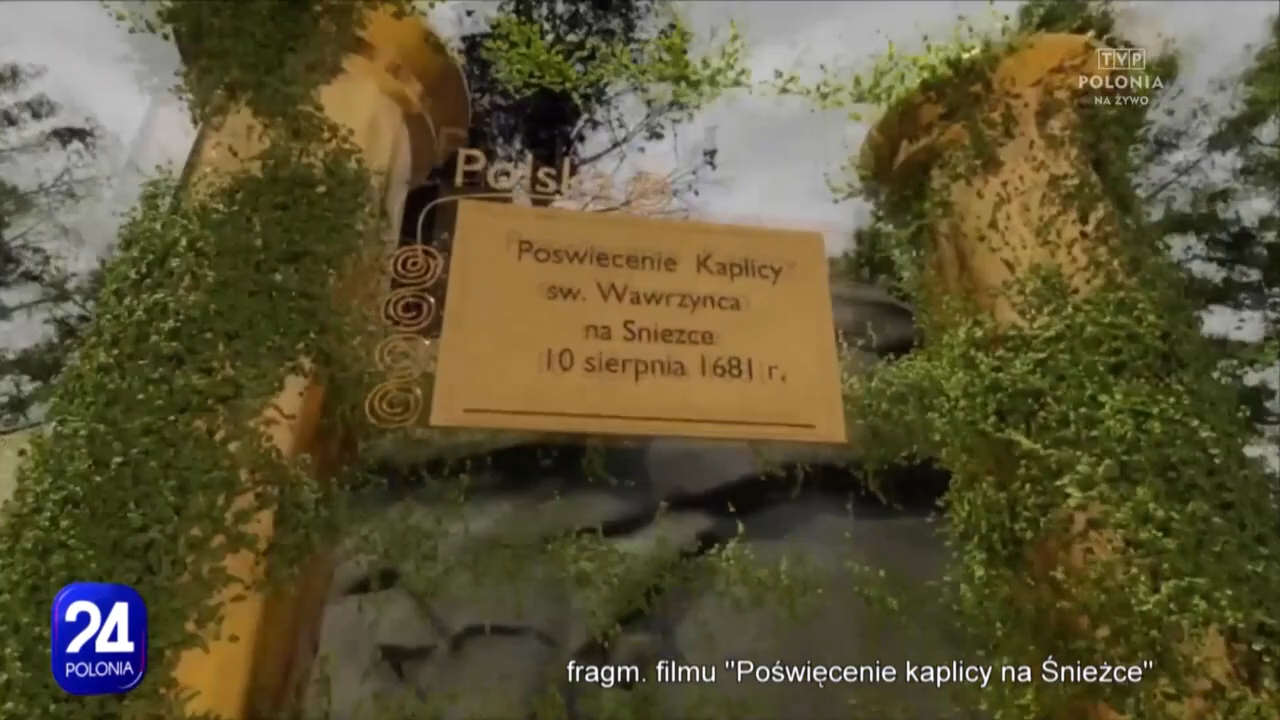 TVP
POLONIA
NA ŻYWO
Polska
Poswiecenie Kaplicy
sw. Wawrzynca
na Sniezce
10 sierpnia 1681 r.
24
POLONIA
fragm. filmu "Poświęcenie kaplicy na Śnieżce"